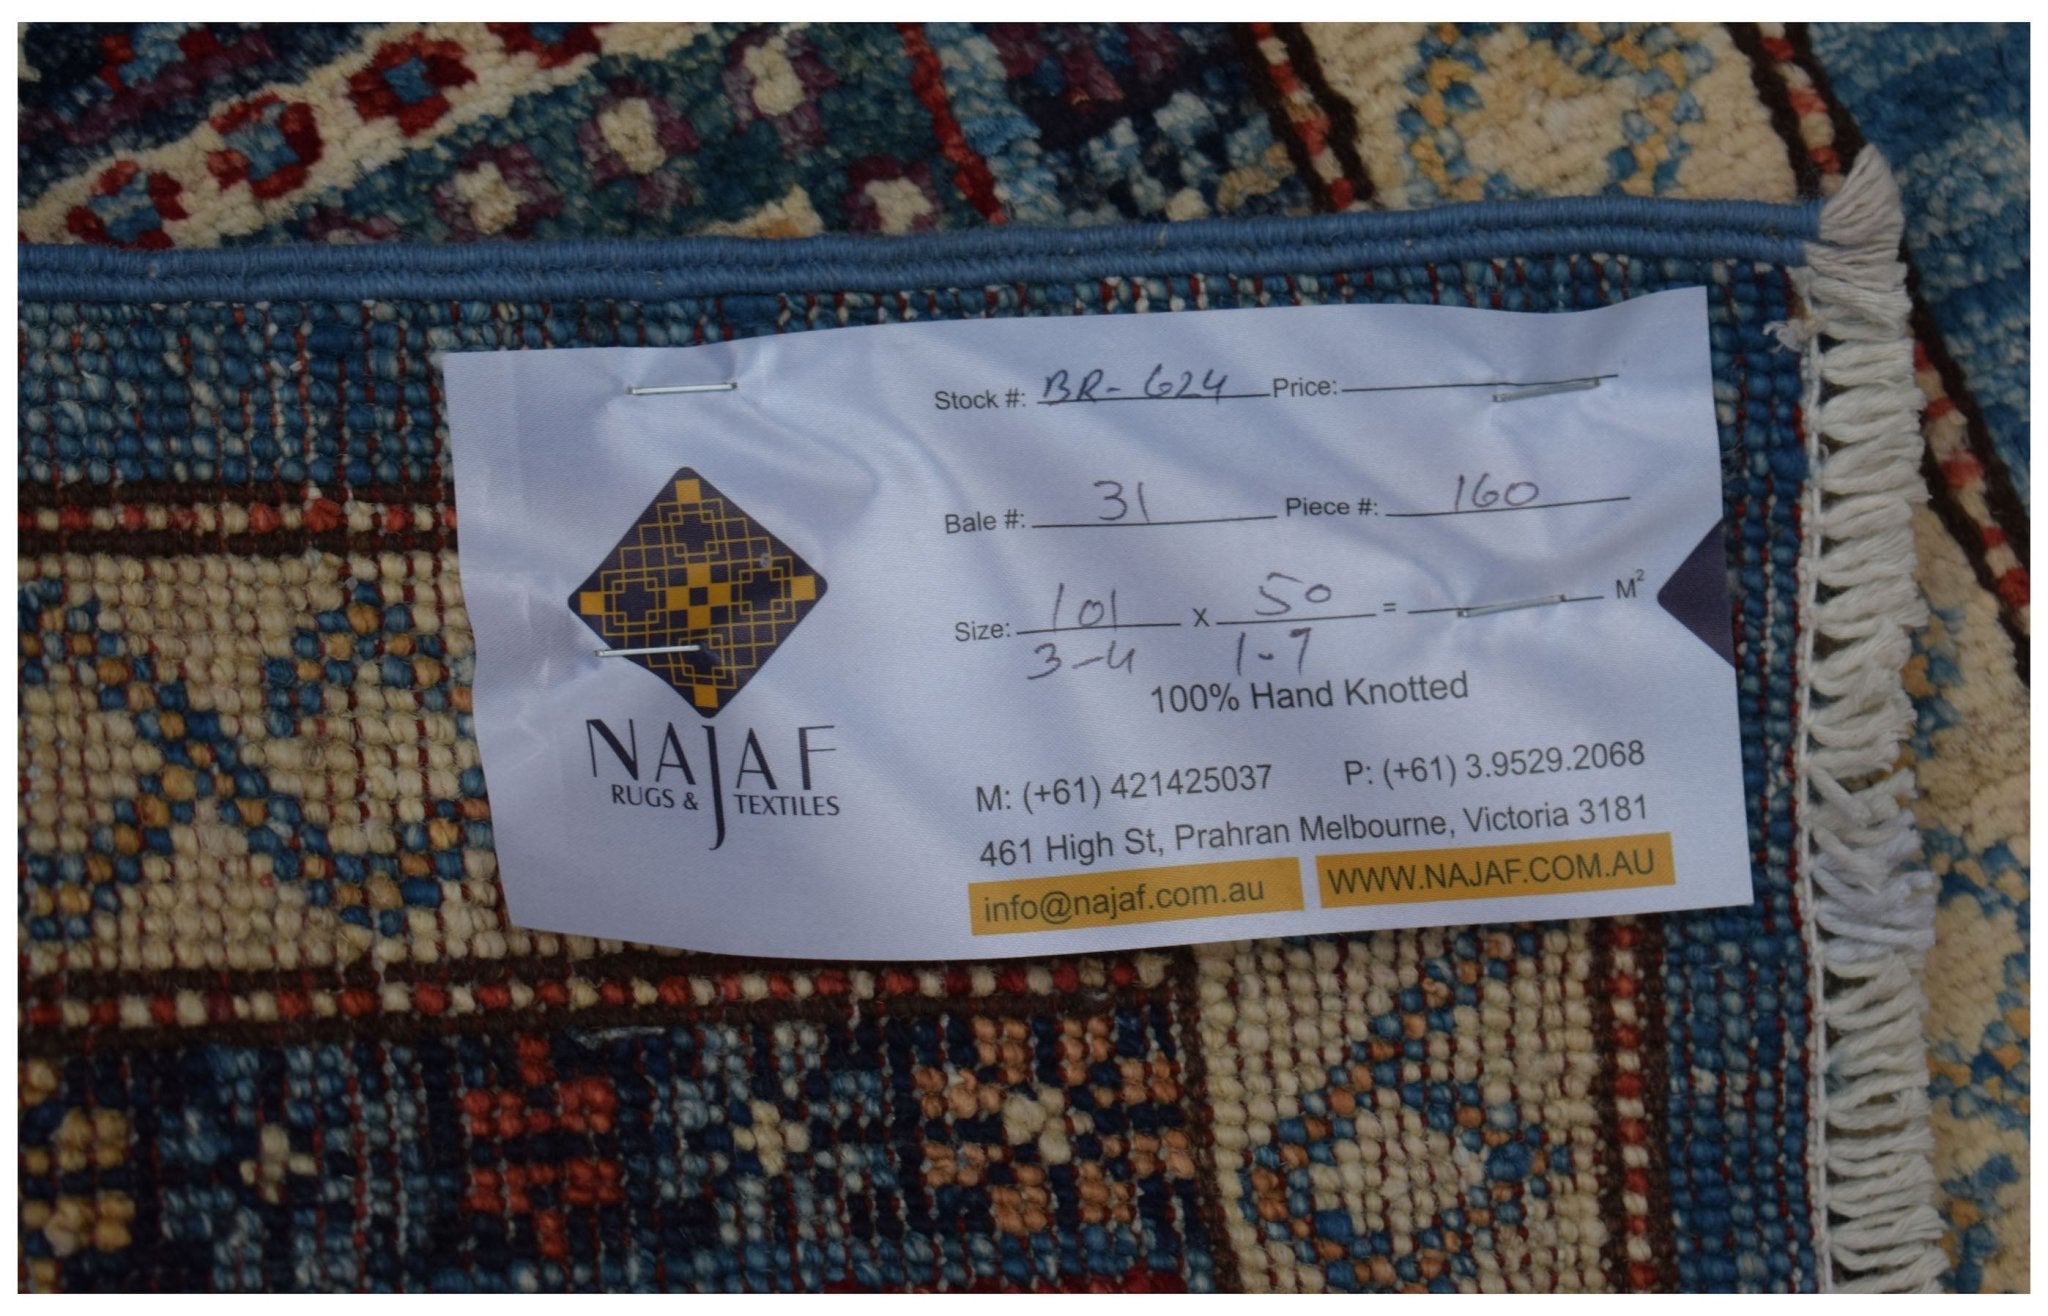 Stock #: BR-624 Price:
Bale #: 31 Piece #: 160
Size: 101 x 50 = M²
3-4 1-7
100% Hand Knotted
NAJAF
RUGS & TEXTILES
M: (+61) 421425037 P: (+61) 3.9529.2068
461 High St, Prahran Melbourne, Victoria 3181
info@najaf.com.au WWW.NAJAF.COM.AU